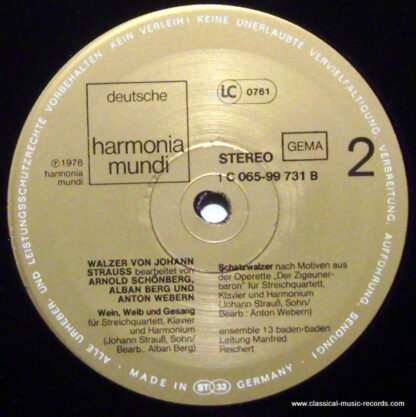 ALLE URHEBER- UND LEISTUNGSSCHUTZRECHTE VORBEHALTEN · KEIN VERLEIH! KEINE UNERLAUBTE VERVIELFÄLTIGUNG, VERBREITUNG, AUFFÜHRUNG, SENDUNG!
deutsche
harmonia
mundi
LC 0761
℗ 1976
harmonia
mundi
STEREO
GEMA
1 C 065-99 731 B
2
WALZER VON JOHANN
STRAUSS bearbeitet von
ARNOLD SCHÖNBERG,
ALBAN BERG UND
ANTON WEBERN
Wein, Weib und Gesang
für Streichquartett, Klavier
und Harmonium
(Johann Strauß, Sohn/
Bearb.: Alban Berg)
Schatzwalzer nach Motiven aus
der Operette „Der Zigeuner-
baron" für Streichquartett,
Klavier und Harmonium
(Johann Strauß, Sohn/
Bearb.: Anton Webern)
ensemble 13 baden-baden
Leitung Manfred
Reichert
MADE IN ST 33 GERMANY
www.classical-music-records.com